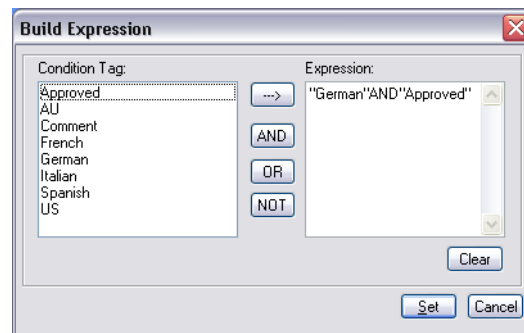 Build Expression
Condition Tag:
Expression:
Approved
AU
Comment
French
German
Italian
Spanish
US
--->
AND
OR
NOT
"German"AND"Approved"
Clear
Set
Cancel